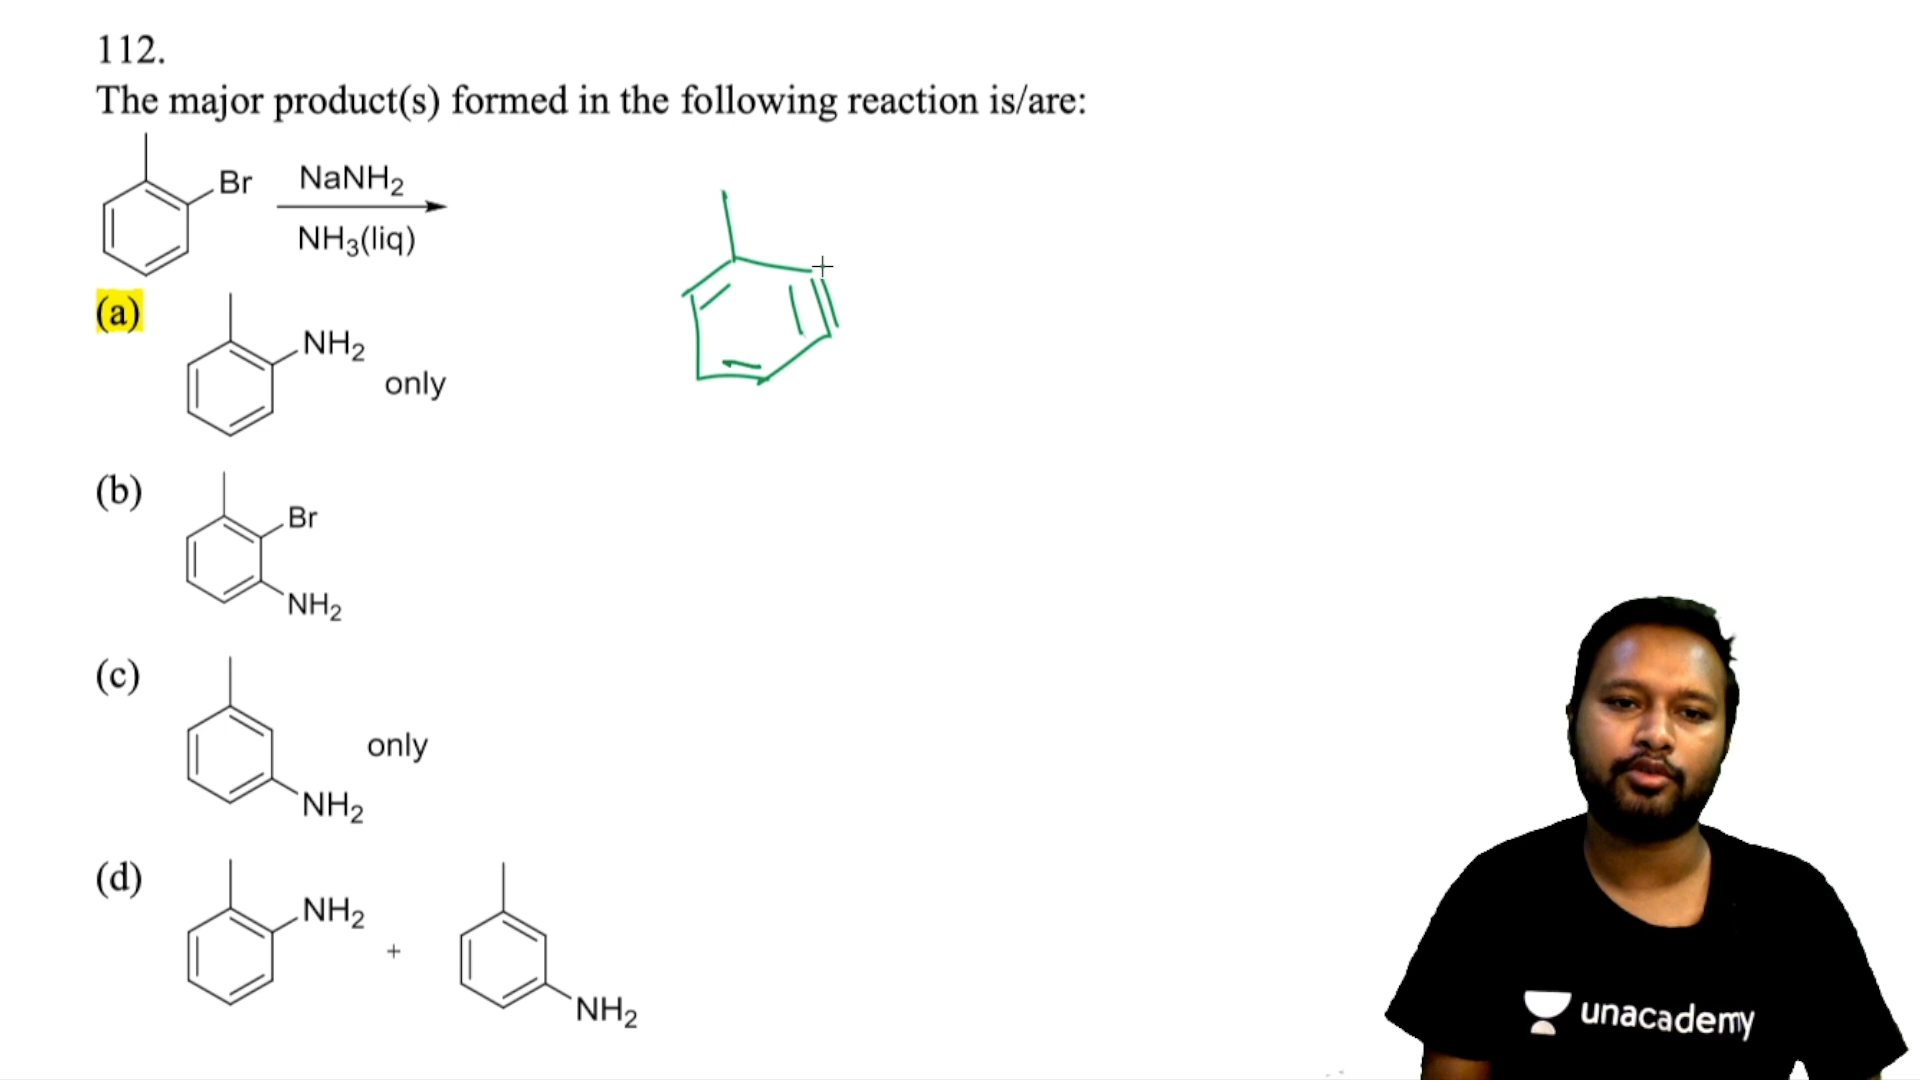 112.
The major product(s) formed in the following reaction is/are:
Br
NaNH₂
NH₃(liq)
(a)
NH₂
only
(b)
Br
NH₂
(c)
only
NH₂
(d)
NH₂
+
NH₂
unacademy